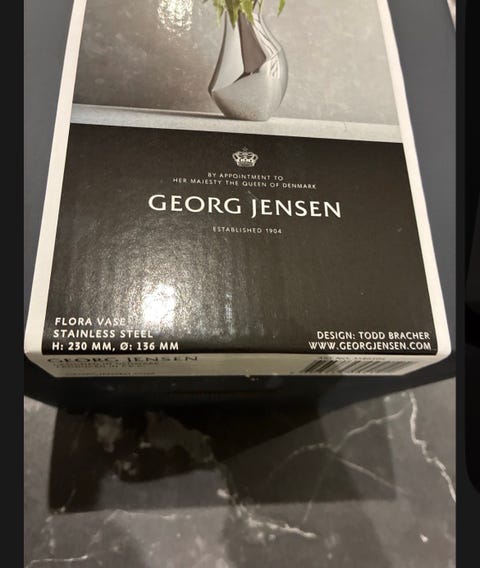 BY APPOINTMENT TO
HER MAJESTY THE QUEEN OF DENMARK
GEORG JENSEN
ESTABLISHED 1904
FLORA VASE
STAINLESS STEEL
H: 230 MM, Ø: 136 MM
DESIGN: TODD BRACHER
WWW.GEORGJENSEN.COM
GEORG JENSEN